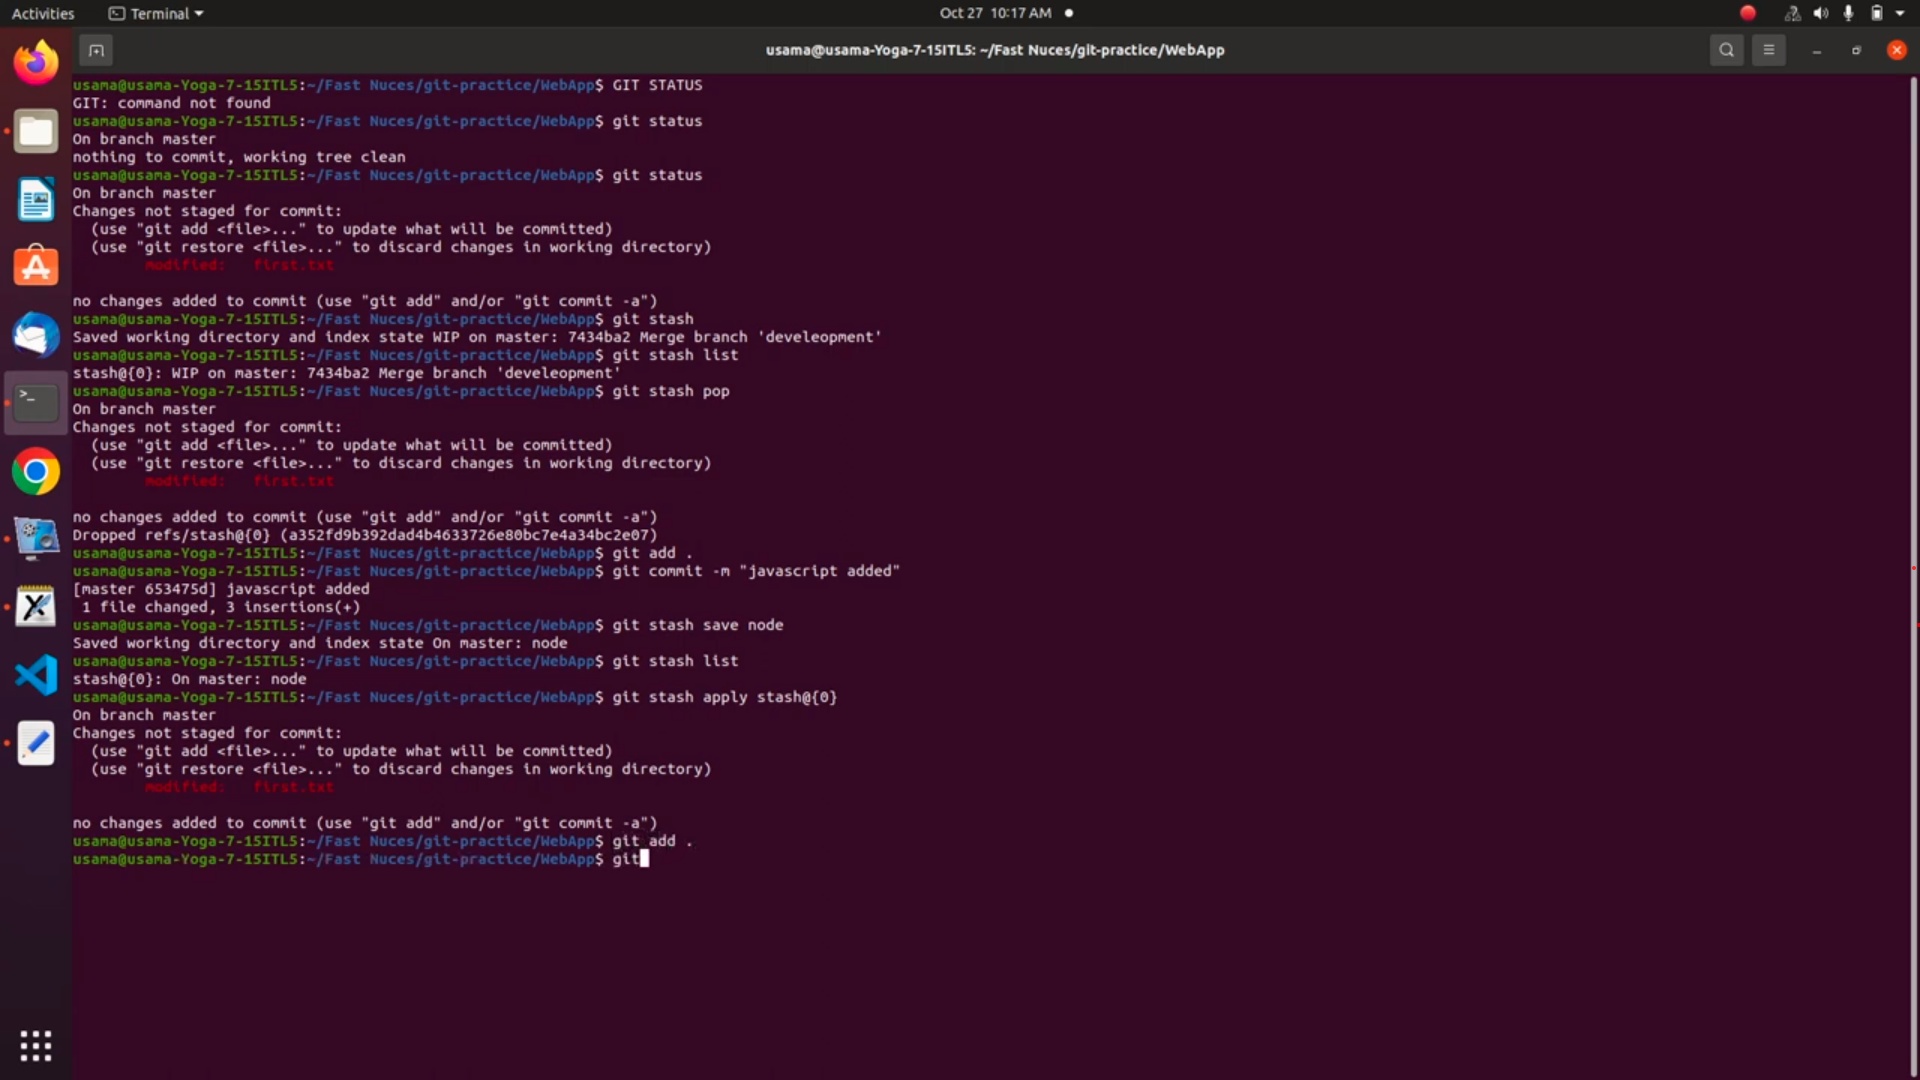 Activities Terminal Oct 27 10:17 AM
usama@usama-Yoga-7-15ITL5: ~/Fast Nuces/git-practice/WebApp
usama@usama-Yoga-7-15ITL5:~/Fast Nuces/git-practice/WebApp$ GIT STATUS
GIT: command not found
usama@usama-Yoga-7-15ITL5:~/Fast Nuces/git-practice/WebApp$ git status
On branch master
nothing to commit, working tree clean
usama@usama-Yoga-7-15ITL5:~/Fast Nuces/git-practice/WebApp$ git status
On branch master
Changes not staged for commit:
  (use "git add <file>..." to update what will be committed)
  (use "git restore <file>..." to discard changes in working directory)
        modified:   first.txt
no changes added to commit (use "git add" and/or "git commit -a")
usama@usama-Yoga-7-15ITL5:~/Fast Nuces/git-practice/WebApp$ git stash
Saved working directory and index state WIP on master: 7434ba2 Merge branch 'develeopment'
usama@usama-Yoga-7-15ITL5:~/Fast Nuces/git-practice/WebApp$ git stash list
stash@{0}: WIP on master: 7434ba2 Merge branch 'develeopment'
usama@usama-Yoga-7-15ITL5:~/Fast Nuces/git-practice/WebApp$ git stash pop
On branch master
Changes not staged for commit:
  (use "git add <file>..." to update what will be committed)
  (use "git restore <file>..." to discard changes in working directory)
        modified:   first.txt
no changes added to commit (use "git add" and/or "git commit -a")
Dropped refs/stash@{0} (a352fd9b392dad4b4633726e80bc7e4a34bc2e07)
usama@usama-Yoga-7-15ITL5:~/Fast Nuces/git-practice/WebApp$ git add .
usama@usama-Yoga-7-15ITL5:~/Fast Nuces/git-practice/WebApp$ git commit -m "javascript added"
[master 653475d] javascript added
 1 file changed, 3 insertions(+)
usama@usama-Yoga-7-15ITL5:~/Fast Nuces/git-practice/WebApp$ git stash save node
Saved working directory and index state On master: node
usama@usama-Yoga-7-15ITL5:~/Fast Nuces/git-practice/WebApp$ git stash list
stash@{0}: On master: node
usama@usama-Yoga-7-15ITL5:~/Fast Nuces/git-practice/WebApp$ git stash apply stash@{0}
On branch master
Changes not staged for commit:
  (use "git add <file>..." to update what will be committed)
  (use "git restore <file>..." to discard changes in working directory)
        modified:   first.txt
no changes added to commit (use "git add" and/or "git commit -a")
usama@usama-Yoga-7-15ITL5:~/Fast Nuces/git-practice/WebApp$ git add .
usama@usama-Yoga-7-15ITL5:~/Fast Nuces/git-practice/WebApp$ git